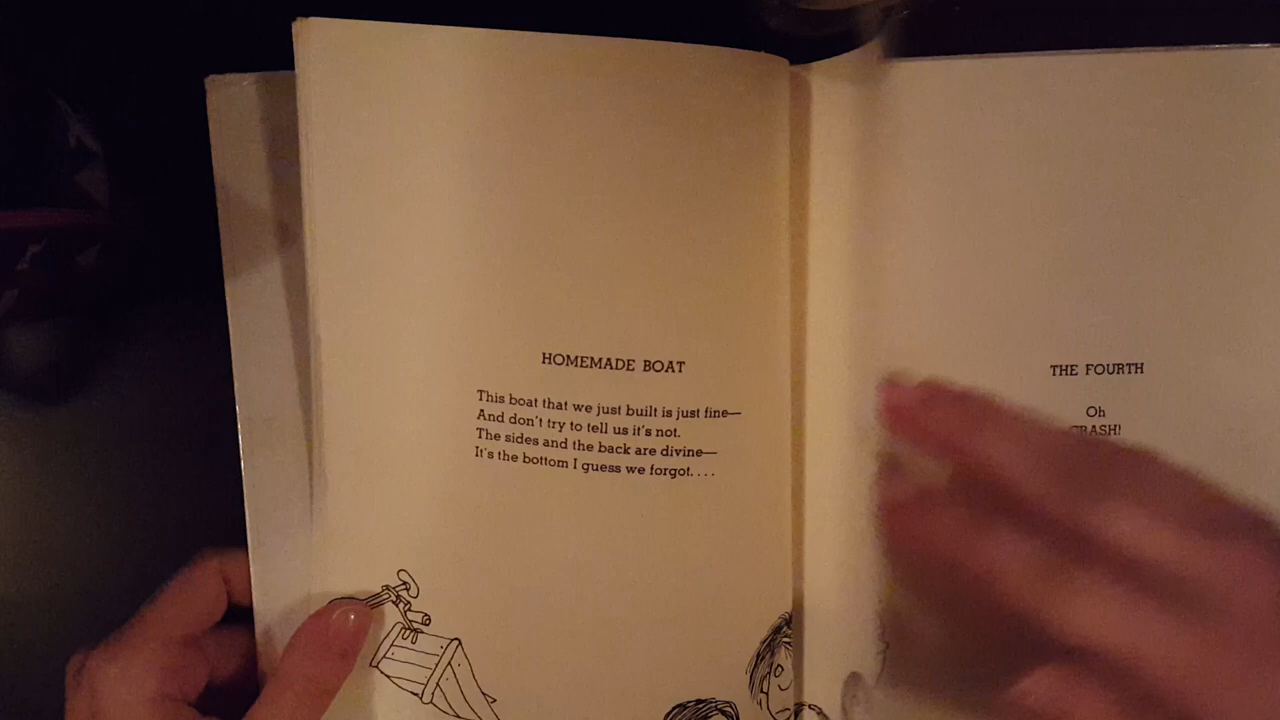 HOMEMADE BOAT
This boat that we just built is just fine—
And don't try to tell us it's not.
The sides and the back are divine—
It's the bottom I guess we forgot. . . .
THE FOURTH
Oh
CRASH!